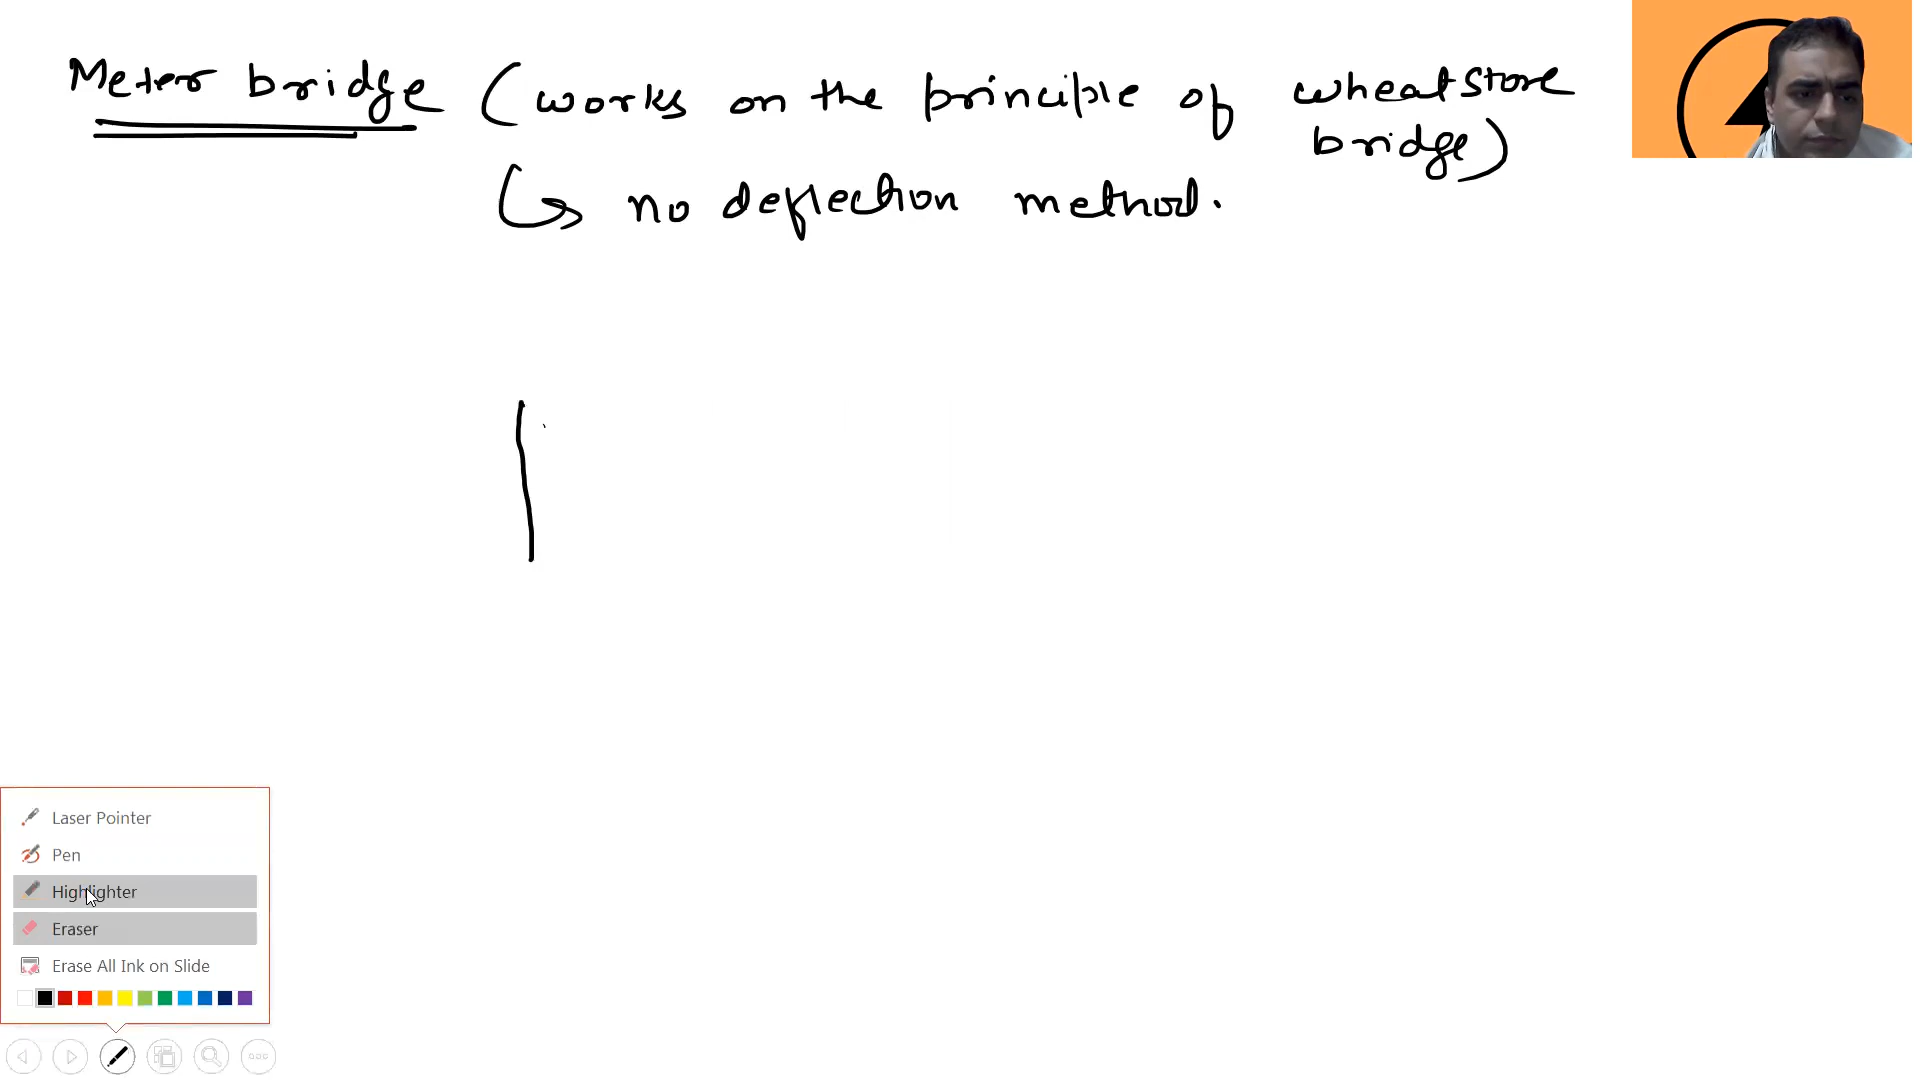 Meter bridge (works on the principle of wheatstone
bridge)
↳ no deflection method.
Laser Pointer
Pen
Highlighter
Eraser
Erase All Ink on Slide